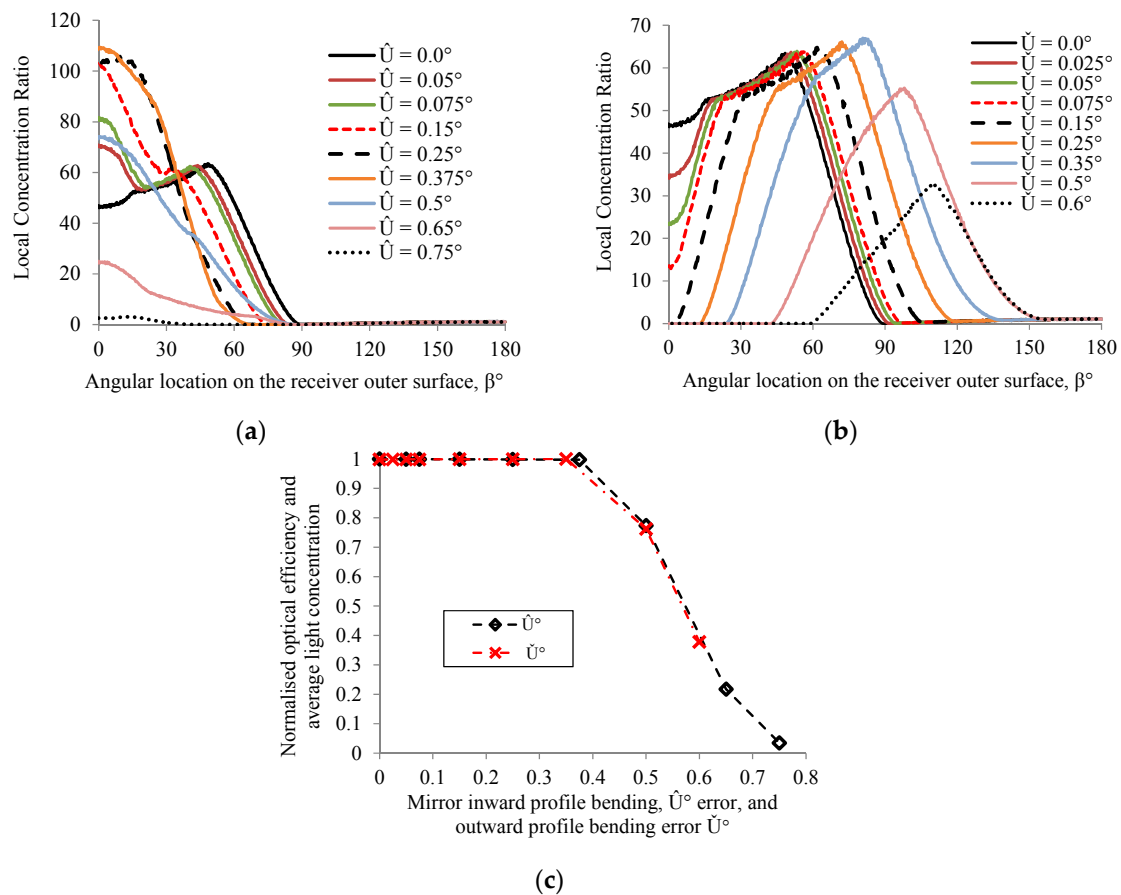 120
100
80
60
40
20
0
0 30 60 90 120 150 180
Local Concentration Ratio
Angular location on the receiver outer surface, β°
Û = 0.0°
Û = 0.05°
Û = 0.075°
Û = 0.15°
Û = 0.25°
Û = 0.375°
Û = 0.5°
Û = 0.65°
Û = 0.75°
(a)
70
60
50
40
30
20
10
0
0 30 60 90 120 150 180
Local Concentration Ratio
Angular location on the receiver outer surface, β°
Ǔ = 0.0°
Ǔ = 0.025°
Ǔ = 0.05°
Ǔ = 0.075°
Ǔ = 0.15°
Ǔ = 0.25°
Ǔ = 0.35°
Ǔ = 0.5°
Ǔ = 0.6°
(b)
1
0.9
0.8
0.7
0.6
0.5
0.4
0.3
0.2
0.1
0
0 0.1 0.2 0.3 0.4 0.5 0.6 0.7 0.8
Normalised optical efficiency and
average light concentration
Û°
Ǔ°
Mirror inward profile bending, Û° error, and
outward profile bending error Ǔ°
(c)